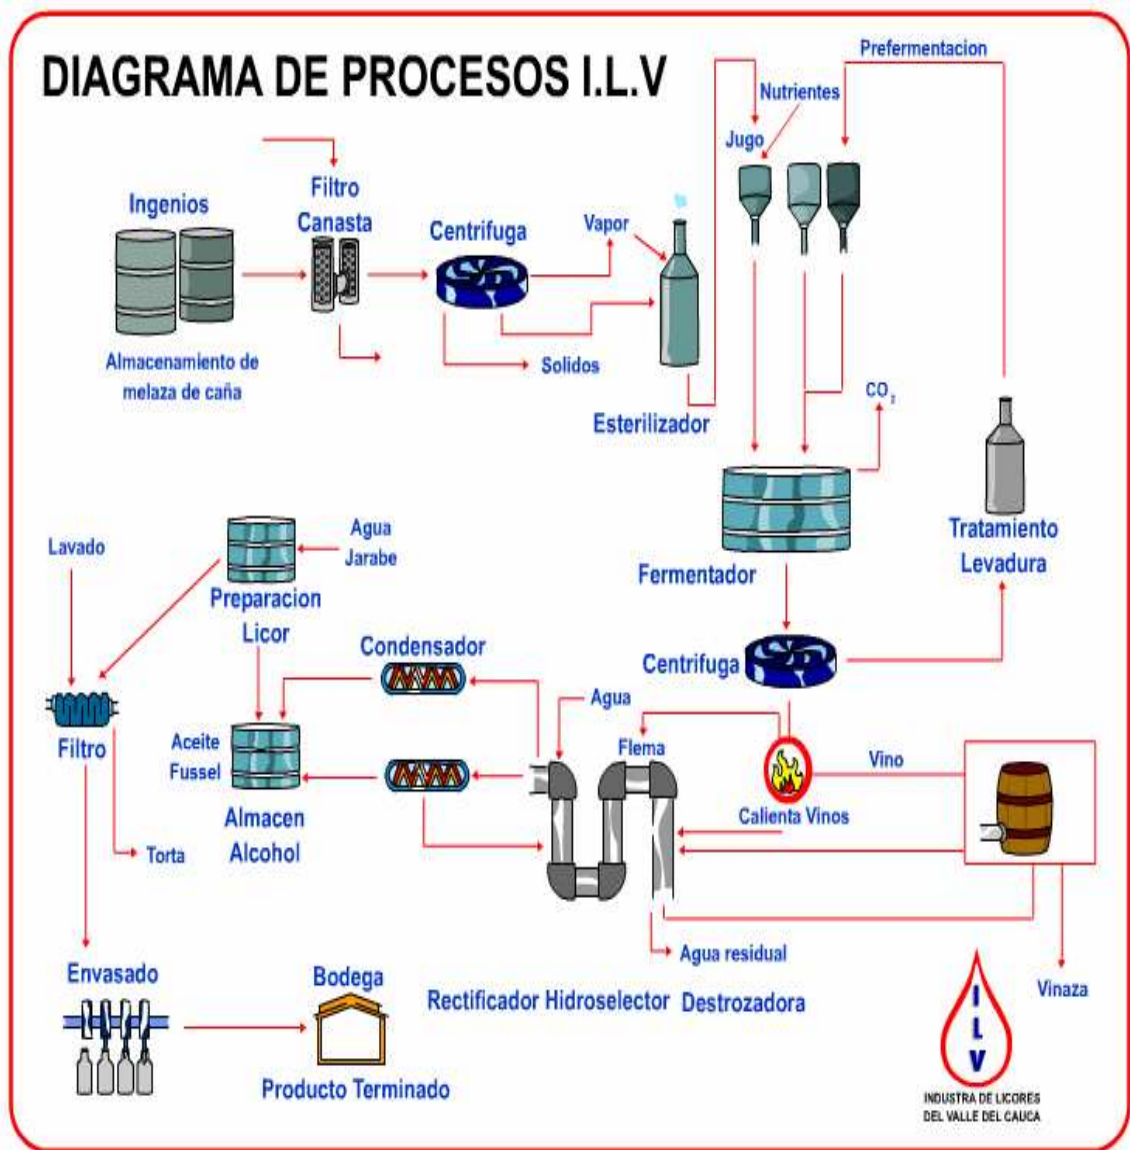 DIAGRAMA DE PROCESOS I.L.V
Prefermentacion
Nutrientes
Jugo
Ingenios
Filtro
Canasta
Centrifuga
Vapor
Almacenamiento de
melaza de caña
Solidos
Esterilizador
CO2
Tratamiento
Levadura
Fermentador
Lavado
Agua
Jarabe
Preparacion
Licor
Condensador
Centrifuga
Agua
Flema
Vino
Filtro
Aceite
Fussel
Calienta Vinos
Almacen
Alcohol
Torta
Agua residual
Envasado
Bodega
Rectificador Hidroselector Destrozadora
Vinaza
Producto Terminado
I
L
V
INDUSTRA DE LICORES
DEL VALLE DEL CAUCA